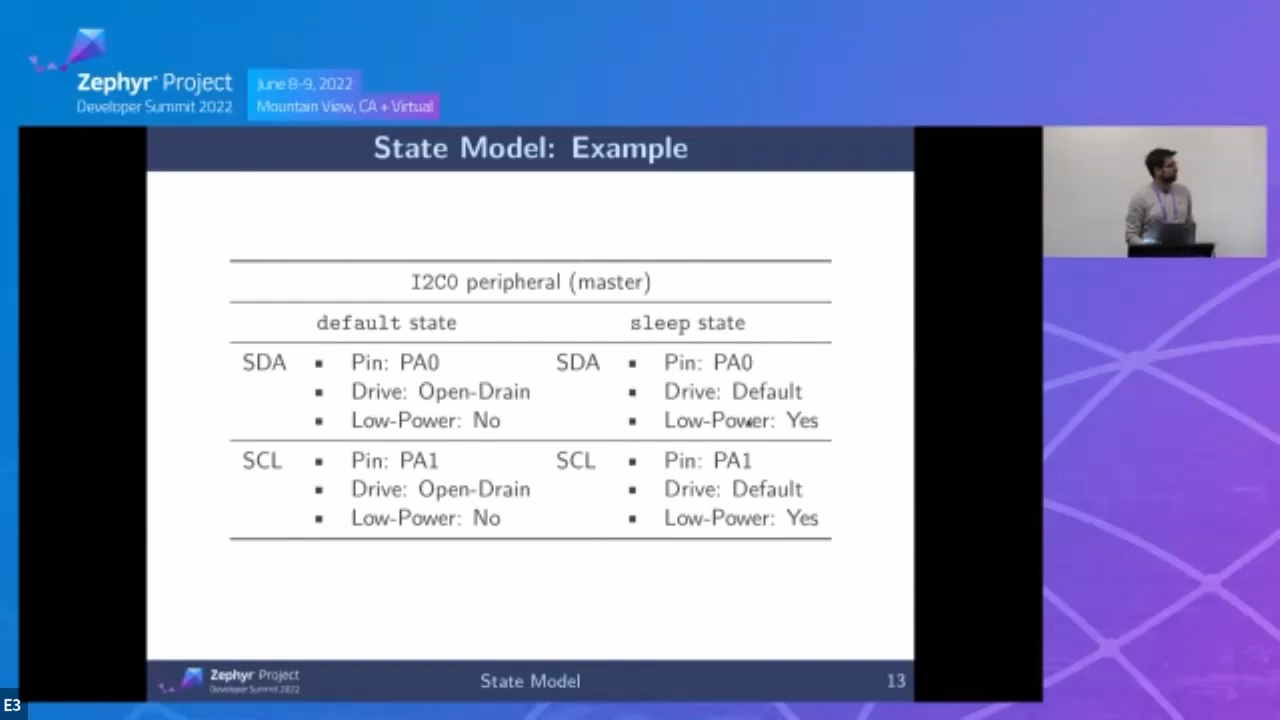 Zephyr® Project
Developer Summit 2022
June 8-9, 2022
Mountain View, CA + Virtual
State Model: Example
I2C0 peripheral (master)
default state sleep state
SDA ▪ Pin: PA0 SDA ▪ Pin: PA0
▪ Drive: Open-Drain ▪ Drive: Default
▪ Low-Power: No ▪ Low-Power: Yes
SCL ▪ Pin: PA1 SCL ▪ Pin: PA1
▪ Drive: Open-Drain ▪ Drive: Default
▪ Low-Power: No ▪ Low-Power: Yes
Zephyr Project
Developer Summit 2022
State Model
13
E3